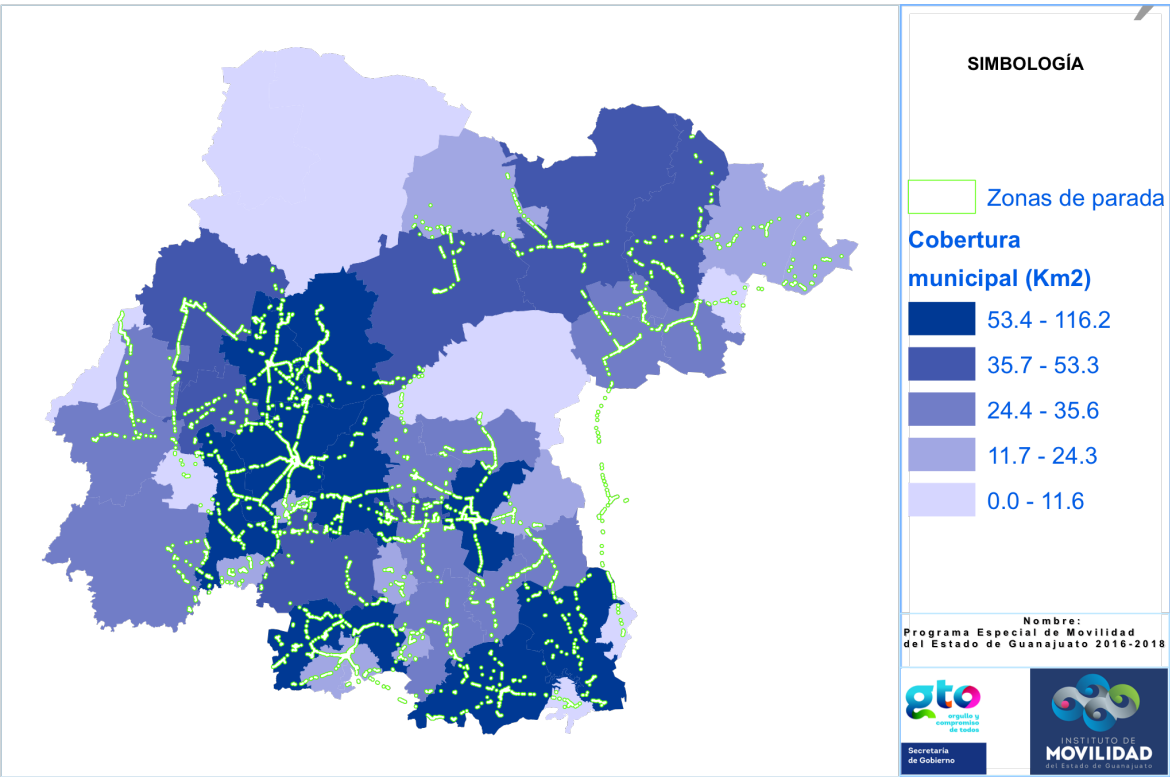 SIMBOLOGÍA
Zonas de parada
Cobertura
municipal (Km2)
53.4 - 116.2
35.7 - 53.3
24.4 - 35.6
11.7 - 24.3
0.0 - 11.6
Nombre:
Programa Especial de Movilidad
del Estado de Guanajuato 2016-2018
gto
orgullo y
compromiso
de todos
Secretaría
de Gobierno
INSTITUTO DE
MOVILIDAD
del Estado de Guanajuato